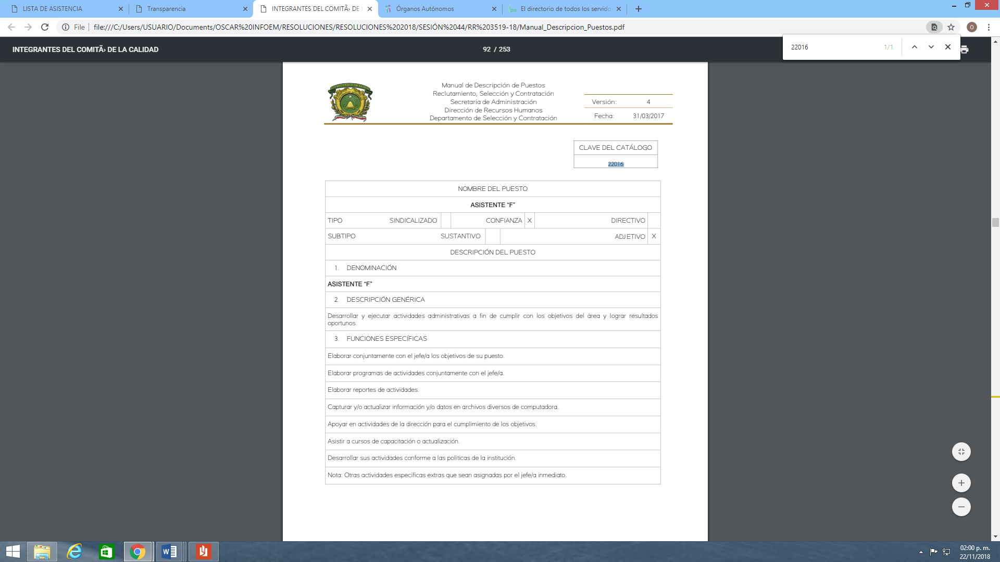 LISTA DE ASISTENCIA
Transparencia
INTEGRANTES DEL COMITÃ› DE
Órganos Autónomos
El directorio de todos los servido
File
file:///C:/Users/USUARIO/Documents/OSCAR%20INFOEM/RESOLUCIONES/RESOLUCIONES%202018/SESIÓN%2044/RR%203519-18/Manual_Descripcion_Puestos.pdf
O
INTEGRANTES DEL COMITÃ› DE LA CALIDAD
92 / 253
22016
1/1
Manual de Descripción de Puestos
Reclutamiento, Selección y Contratación
Secretaría de Administración
Dirección de Recursos Humanos
Departamento de Selección y Contratación
Versión: 4
Fecha: 31/03/2017
CLAVE DEL CATÁLOGO
22016
NOMBRE DEL PUESTO
ASISTENTE “F”
TIPO SINDICALIZADO CONFIANZA X DIRECTIVO
SUBTIPO SUSTANTIVO ADJETIVO X
DESCRIPCIÓN DEL PUESTO
1. DENOMINACIÓN
ASISTENTE “F”
2. DESCRIPCIÓN GENÉRICA
Desarrollar y ejecutar actividades administrativas a fin de cumplir con los objetivos del área y lograr resultados
oportunos.
3. FUNCIONES ESPECÍFICAS
Elaborar conjuntamente con el jefe/a los objetivos de su puesto.
Elaborar programas de actividades conjuntamente con el jefe/a.
Elaborar reportes de actividades.
Capturar y/o actualizar información y/o datos en archivos diversos de computadora.
Apoyar en actividades de la dirección para el cumplimiento de los objetivos.
Asistir a cursos de capacitación o actualización.
Desarrollar sus actividades conforme a las políticas de la institución.
Nota: Otras actividades específicas extras que sean asignadas por el jefe/a inmediato.
02:00 p. m.
22/11/2018